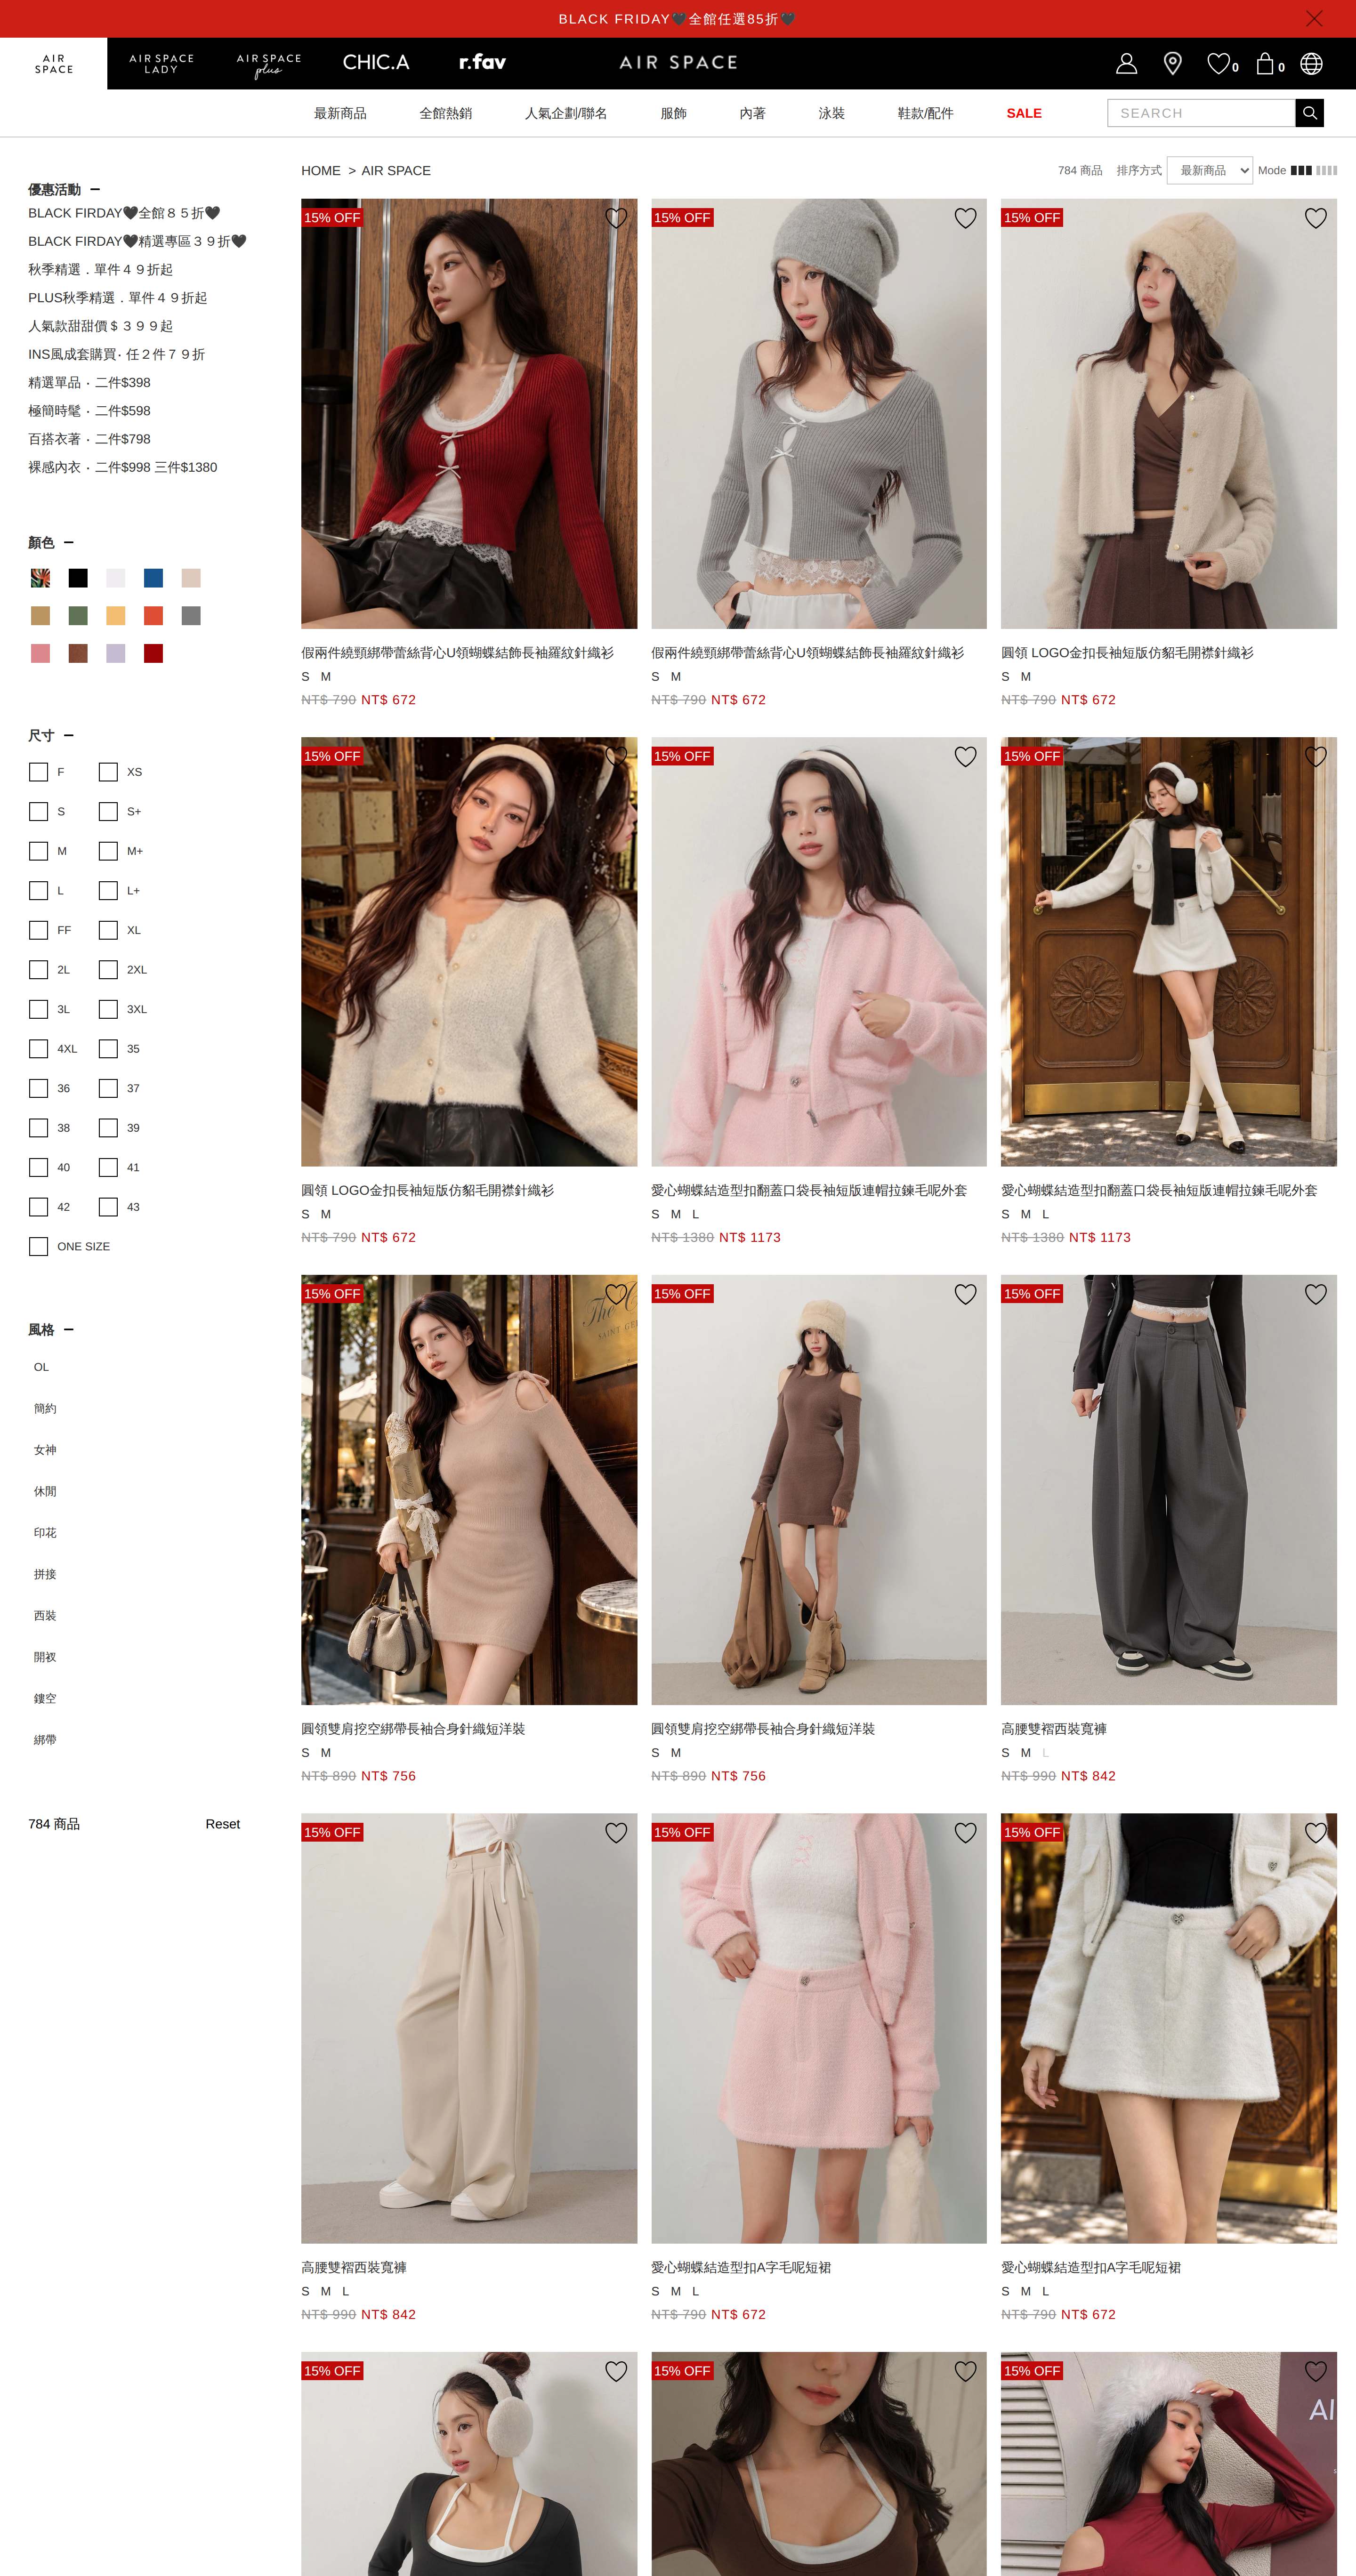 BLACK FRIDAY🖤全館任選85折🖤
AIR SPACE
AIR SPACE LADY
AIR SPACE plus
CHIC.A
r.fav
AIR SPACE
0
0
最新商品
全館熱銷
人氣企劃/聯名
服飾
內著
泳裝
鞋款/配件
SALE
SEARCH
HOME > AIR SPACE
784 商品
排序方式
最新商品
Mode
優惠活動
BLACK FIRDAY🖤全館８５折🖤
BLACK FIRDAY🖤精選專區３９折🖤
秋季精選．單件４９折起
PLUS秋季精選．單件４９折起
人氣款甜甜價＄３９９起
INS風成套購買· 任２件７９折
精選單品 · 二件$398
極簡時髦 · 二件$598
百搭衣著 · 二件$798
裸感內衣 · 二件$998 三件$1380
顏色
尺寸
F
XS
S
S+
M
M+
L
L+
FF
XL
2L
2XL
3L
3XL
4XL
35
36
37
38
39
40
41
42
43
ONE SIZE
風格
OL
簡約
女神
休閒
印花
拼接
西裝
開衩
鏤空
綁帶
784 商品
Reset
15% OFF
15% OFF
15% OFF
假兩件繞頸綁帶蕾絲背心U領蝴蝶結飾長袖羅紋針織衫
S M
NT$ 790 NT$ 672
假兩件繞頸綁帶蕾絲背心U領蝴蝶結飾長袖羅紋針織衫
S M
NT$ 790 NT$ 672
圓領 LOGO金扣長袖短版仿貂毛開襟針織衫
S M
NT$ 790 NT$ 672
15% OFF
15% OFF
15% OFF
圓領 LOGO金扣長袖短版仿貂毛開襟針織衫
S M
NT$ 790 NT$ 672
愛心蝴蝶結造型扣翻蓋口袋長袖短版連帽拉鍊毛呢外套
S M L
NT$ 1380 NT$ 1173
愛心蝴蝶結造型扣翻蓋口袋長袖短版連帽拉鍊毛呢外套
S M L
NT$ 1380 NT$ 1173
15% OFF
15% OFF
15% OFF
圓領雙肩挖空綁帶長袖合身針織短洋裝
S M
NT$ 890 NT$ 756
圓領雙肩挖空綁帶長袖合身針織短洋裝
S M
NT$ 890 NT$ 756
高腰雙褶西裝寬褲
S M L
NT$ 990 NT$ 842
15% OFF
15% OFF
15% OFF
高腰雙褶西裝寬褲
S M L
NT$ 990 NT$ 842
愛心蝴蝶結造型扣A字毛呢短裙
S M L
NT$ 790 NT$ 672
愛心蝴蝶結造型扣A字毛呢短裙
S M L
NT$ 790 NT$ 672
15% OFF
15% OFF
15% OFF